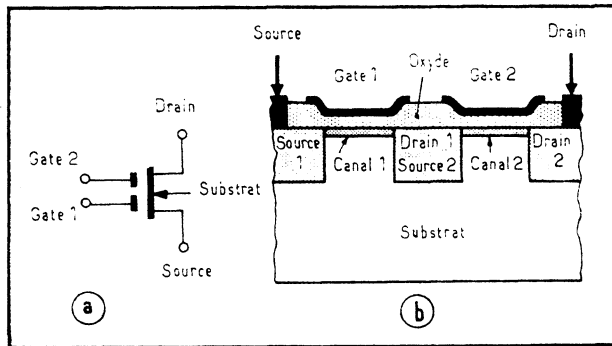 Drain
Gate 2
Gate 1
Substrat
Source
a
Source
Drain
Gate 1
Oxyde
Gate 2
Source
1
Canal 1
Drain 1
Source 2
Canal 2
Drain
2
Substrat
b